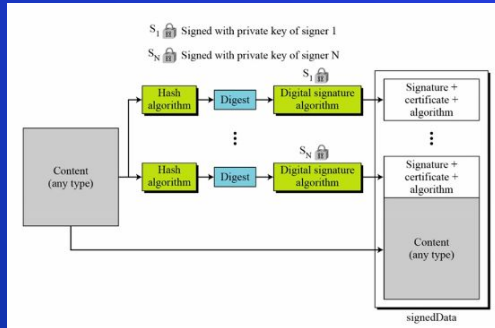 S1 Signed with private key of signer 1
SN Signed with private key of signer N
S1
Hash
algorithm
Digest
Digital signature
algorithm
Signature +
certificate +
algorithm
SN
Content
(any type)
Hash
algorithm
Digest
Digital signature
algorithm
Signature +
certificate +
algorithm
Content
(any type)
signedData